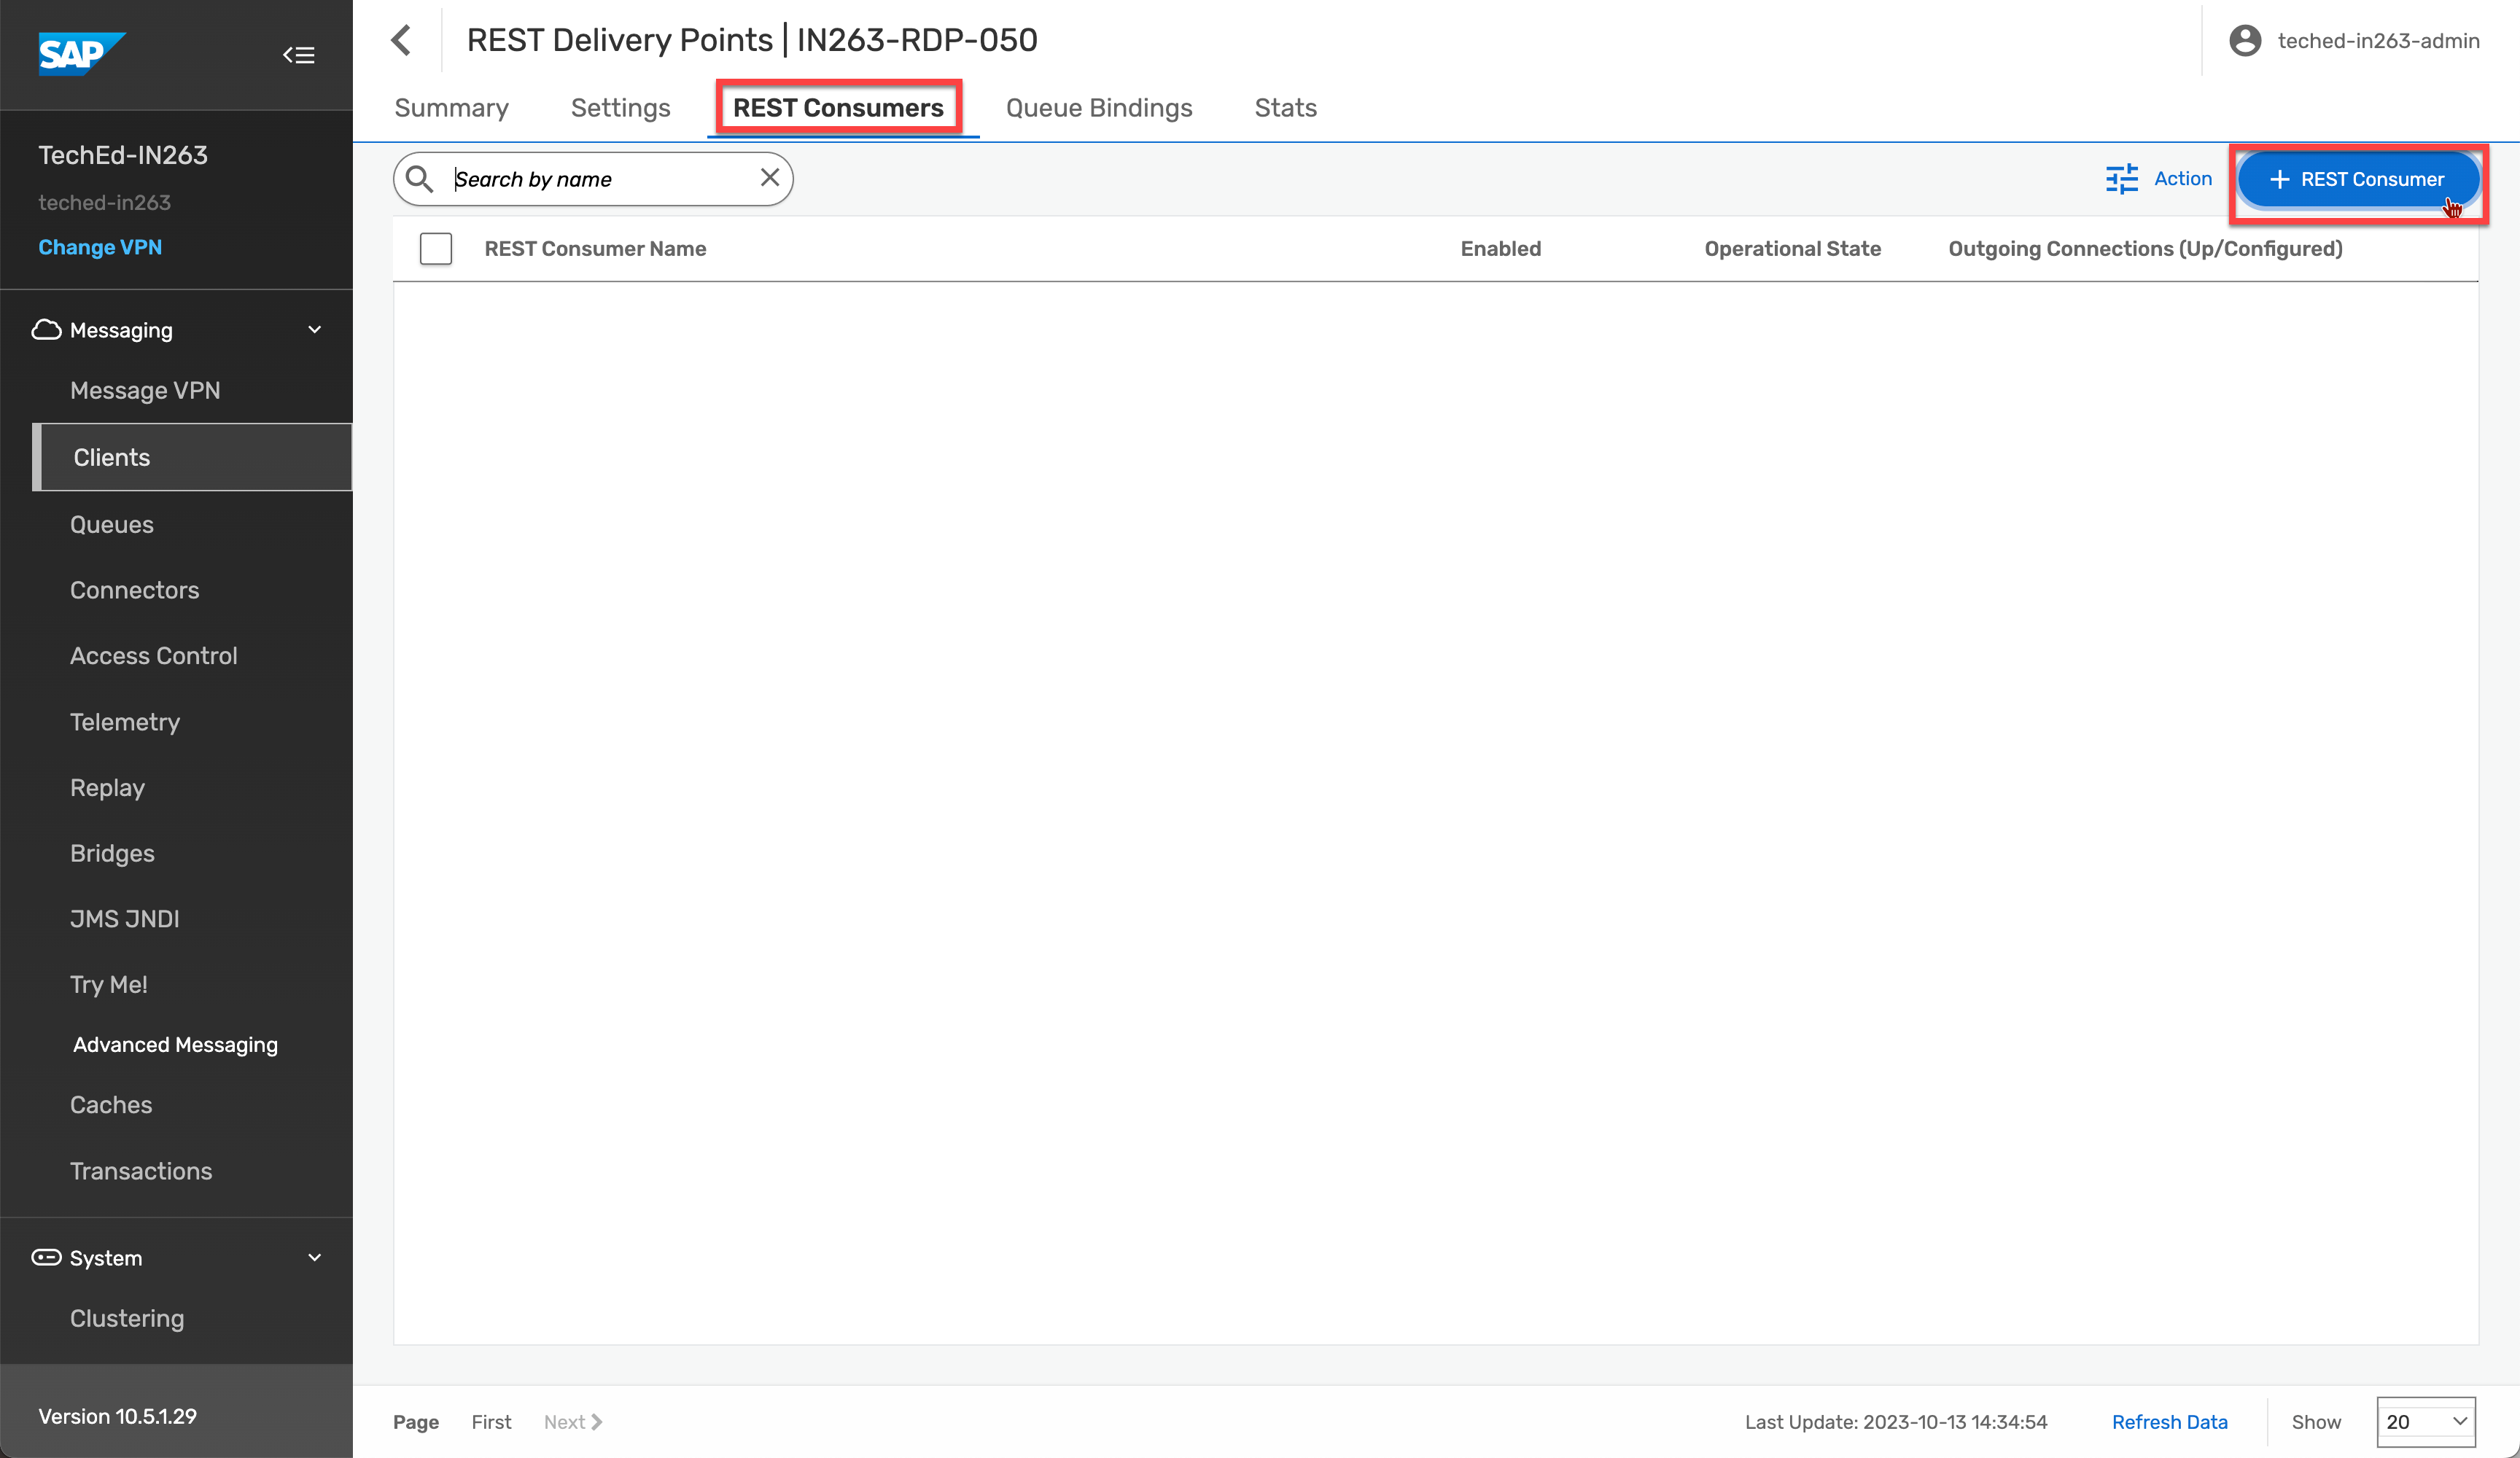 SAP
REST Delivery Points | IN263-RDP-050
teched-in263-admin
Summary
Settings
REST Consumers
Queue Bindings
Stats
TechEd-IN263
teched-in263
Change VPN
Search by name
Action
+ REST Consumer
REST Consumer Name
Enabled
Operational State
Outgoing Connections (Up/Configured)
Messaging
Message VPN
Clients
Queues
Connectors
Access Control
Telemetry
Replay
Bridges
JMS JNDI
Try Me!
Advanced Messaging
Caches
Transactions
System
Clustering
Version 10.5.1.29
Page
First
Next
Last Update: 2023-10-13 14:34:54
Refresh Data
Show
20